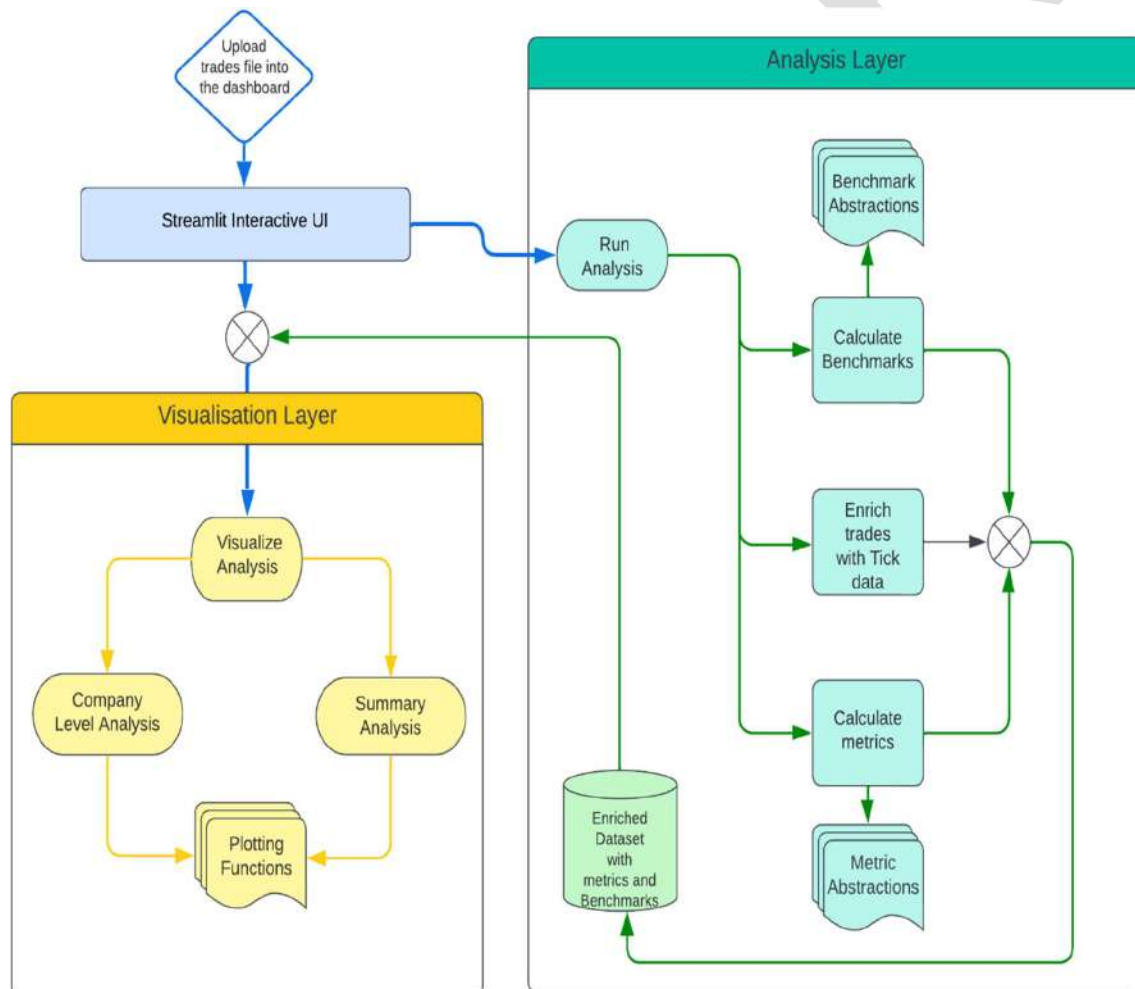 Upload
trades file into
the dashboard
Streamlit Interactive UI
Visualisation Layer
Visualize
Analysis
Company
Level Analysis
Summary
Analysis
Plotting
Functions
Analysis Layer
Run
Analysis
Benchmark
Abstractions
Calculate
Benchmarks
Enrich
trades
with Tick
data
Calculate
metrics
Metric
Abstractions
Enriched
Dataset
with
metrics and
Benchmarks